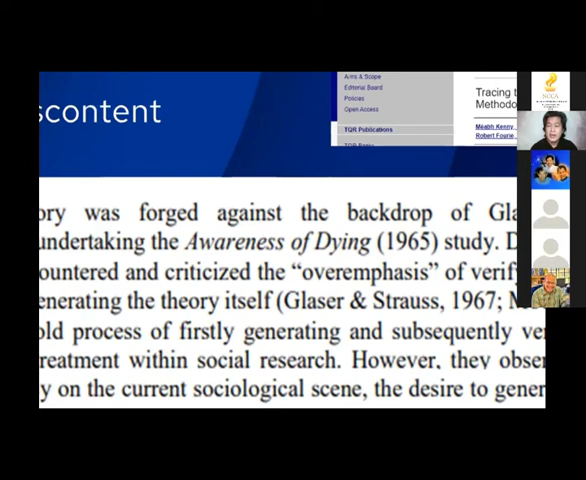 scontent
Aims & Scope
Editorial Board
Policies
Open Access
TQR Publications
Tracing t
Methodo
Méabh Kenny
Robert Fourie
NCCA
ory was forged against the backdrop of Gla
undertaking the Awareness of Dying (1965) study. D
ountered and criticized the “overemphasis” of verify
enerating the theory itself (Glaser & Strauss, 1967; M
old process of firstly generating and subsequently ve
reatment within social research. However, they obser
y on the current sociological scene, the desire to gener